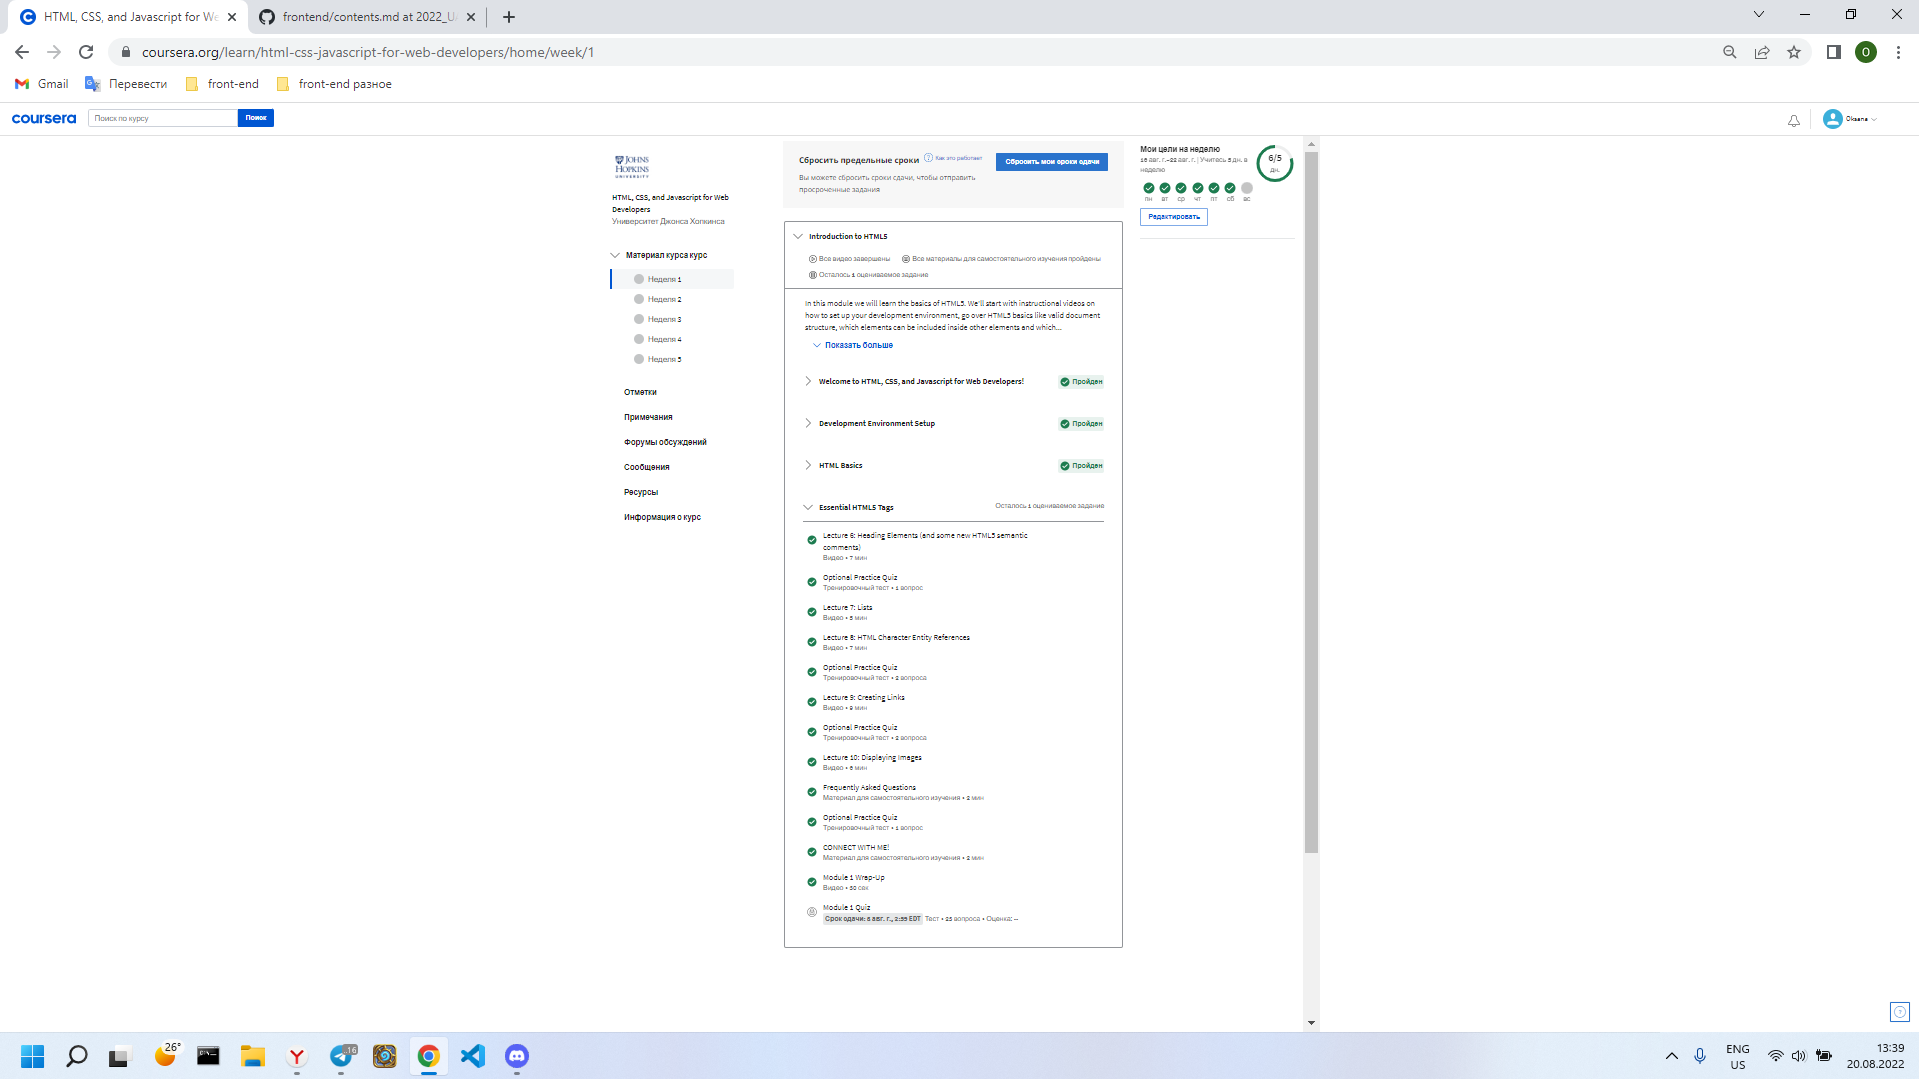 HTML, CSS, and Javascript for We
frontend/contents.md at 2022_U
coursera.org/learn/html-css-javascript-for-web-developers/home/week/1
O
Gmail
Перевести
front-end
front-end разное
coursera
Поиск по курсу
Поиск
Oksana
JOHNS
HOPKINS
UNIVERSITY
HTML, CSS, and Javascript for Web
Developers
Университет Джонса Хопкинса
Материал курса курс
Неделя 1
Неделя 2
Неделя 3
Неделя 4
Неделя 5
Отметки
Примечания
Форумы обсуждений
Сообщения
Ресурсы
Информация о курс
Сбросить предельные сроки
Как это работает
Вы можете сбросить сроки сдачи, чтобы отправить
просроченные задания
Сбросить мои сроки сдачи
Introduction to HTML5
Все видео завершены
Все материалы для самостоятельного изучения пройдены
Осталось 1 оцениваемое задание
In this module we will learn the basics of HTML5. We'll start with instructional videos on
how to set up your development environment, go over HTML5 basics like valid document
structure, which elements can be included inside other elements and which...
Показать больше
Welcome to HTML, CSS, and Javascript for Web Developers!
Пройден
Development Environment Setup
Пройден
HTML Basics
Пройден
Essential HTML5 Tags
Осталось 1 оцениваемое задание
Lecture 6: Heading Elements (and some new HTML5 semantic
comments)
Видео • 7 мин
Optional Practice Quiz
Тренировочный тест • 1 вопрос
Lecture 7: Lists
Видео • 5 мин
Lecture 8: HTML Character Entity References
Видео • 7 мин
Optional Practice Quiz
Тренировочный тест • 2 вопроса
Lecture 9: Creating Links
Видео • 9 мин
Optional Practice Quiz
Тренировочный тест • 2 вопроса
Lecture 10: Displaying Images
Видео • 6 мин
Frequently Asked Questions
Материал для самостоятельного изучения • 2 мин
Optional Practice Quiz
Тренировочный тест • 1 вопрос
CONNECT WITH ME!
Материал для самостоятельного изучения • 2 мин
Module 1 Wrap-Up
Видео • 50 сек
Module 1 Quiz
Срок сдачи: 8 авг. г., 2:59 EDT Тест • 25 вопроса • Оценка: --
Мои цели на неделю
16 авг. г.–22 авг. г. | Учитесь 5 дн. в
неделю
6/5
дн.
пн вт ср чт пт сб вс
Редактировать
26°
.16
ENG
US
13:39
20.08.2022